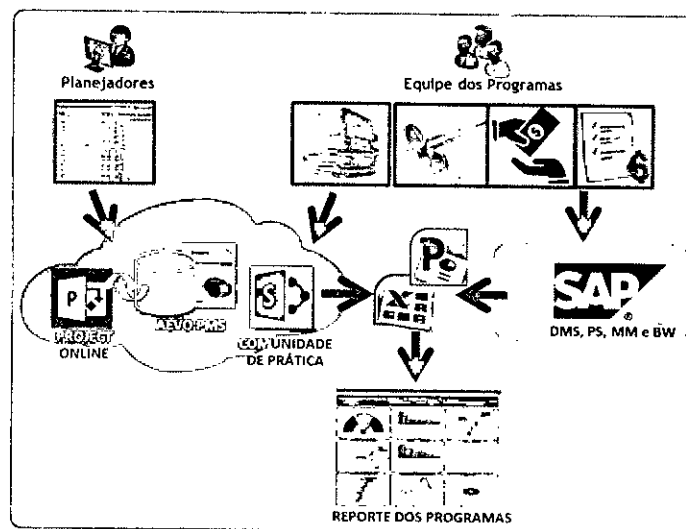 Planejadores
Equipe dos Programas
P
PROJECT
ONLINE
AEVO PMS
S
COMUNIDADE
DE PRÁTICA
P
X
SAP®
DMS, PS, MM e BW
REPORTE DOS PROGRAMAS